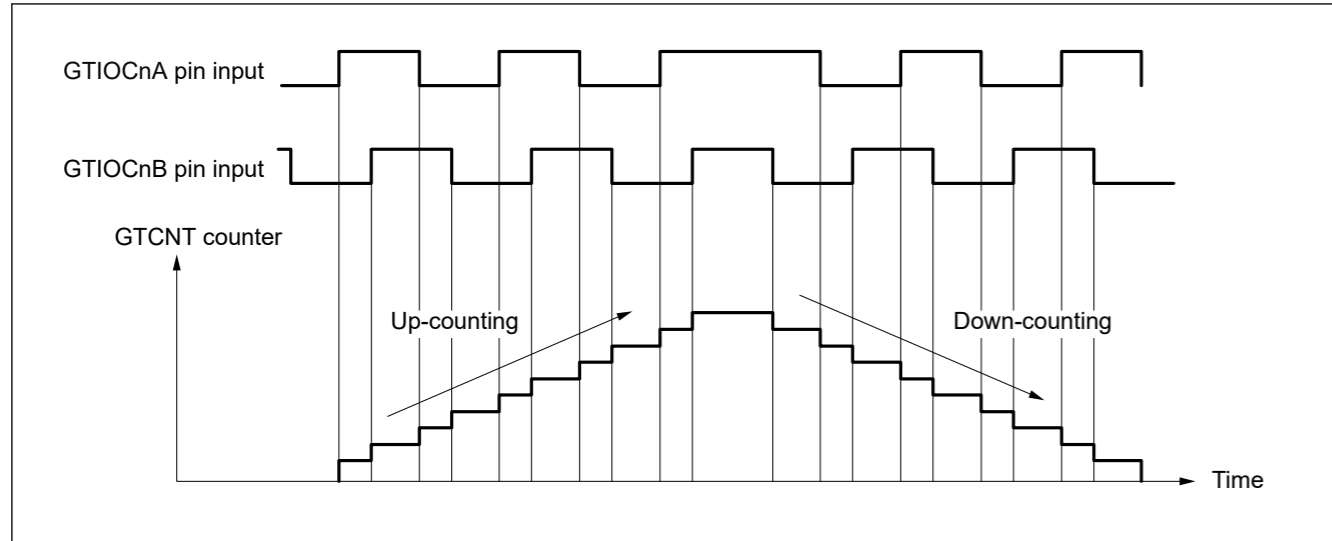 GTIOCnA pin input
GTIOCnB pin input
GTCNT counter
Up-counting
Down-counting
Time